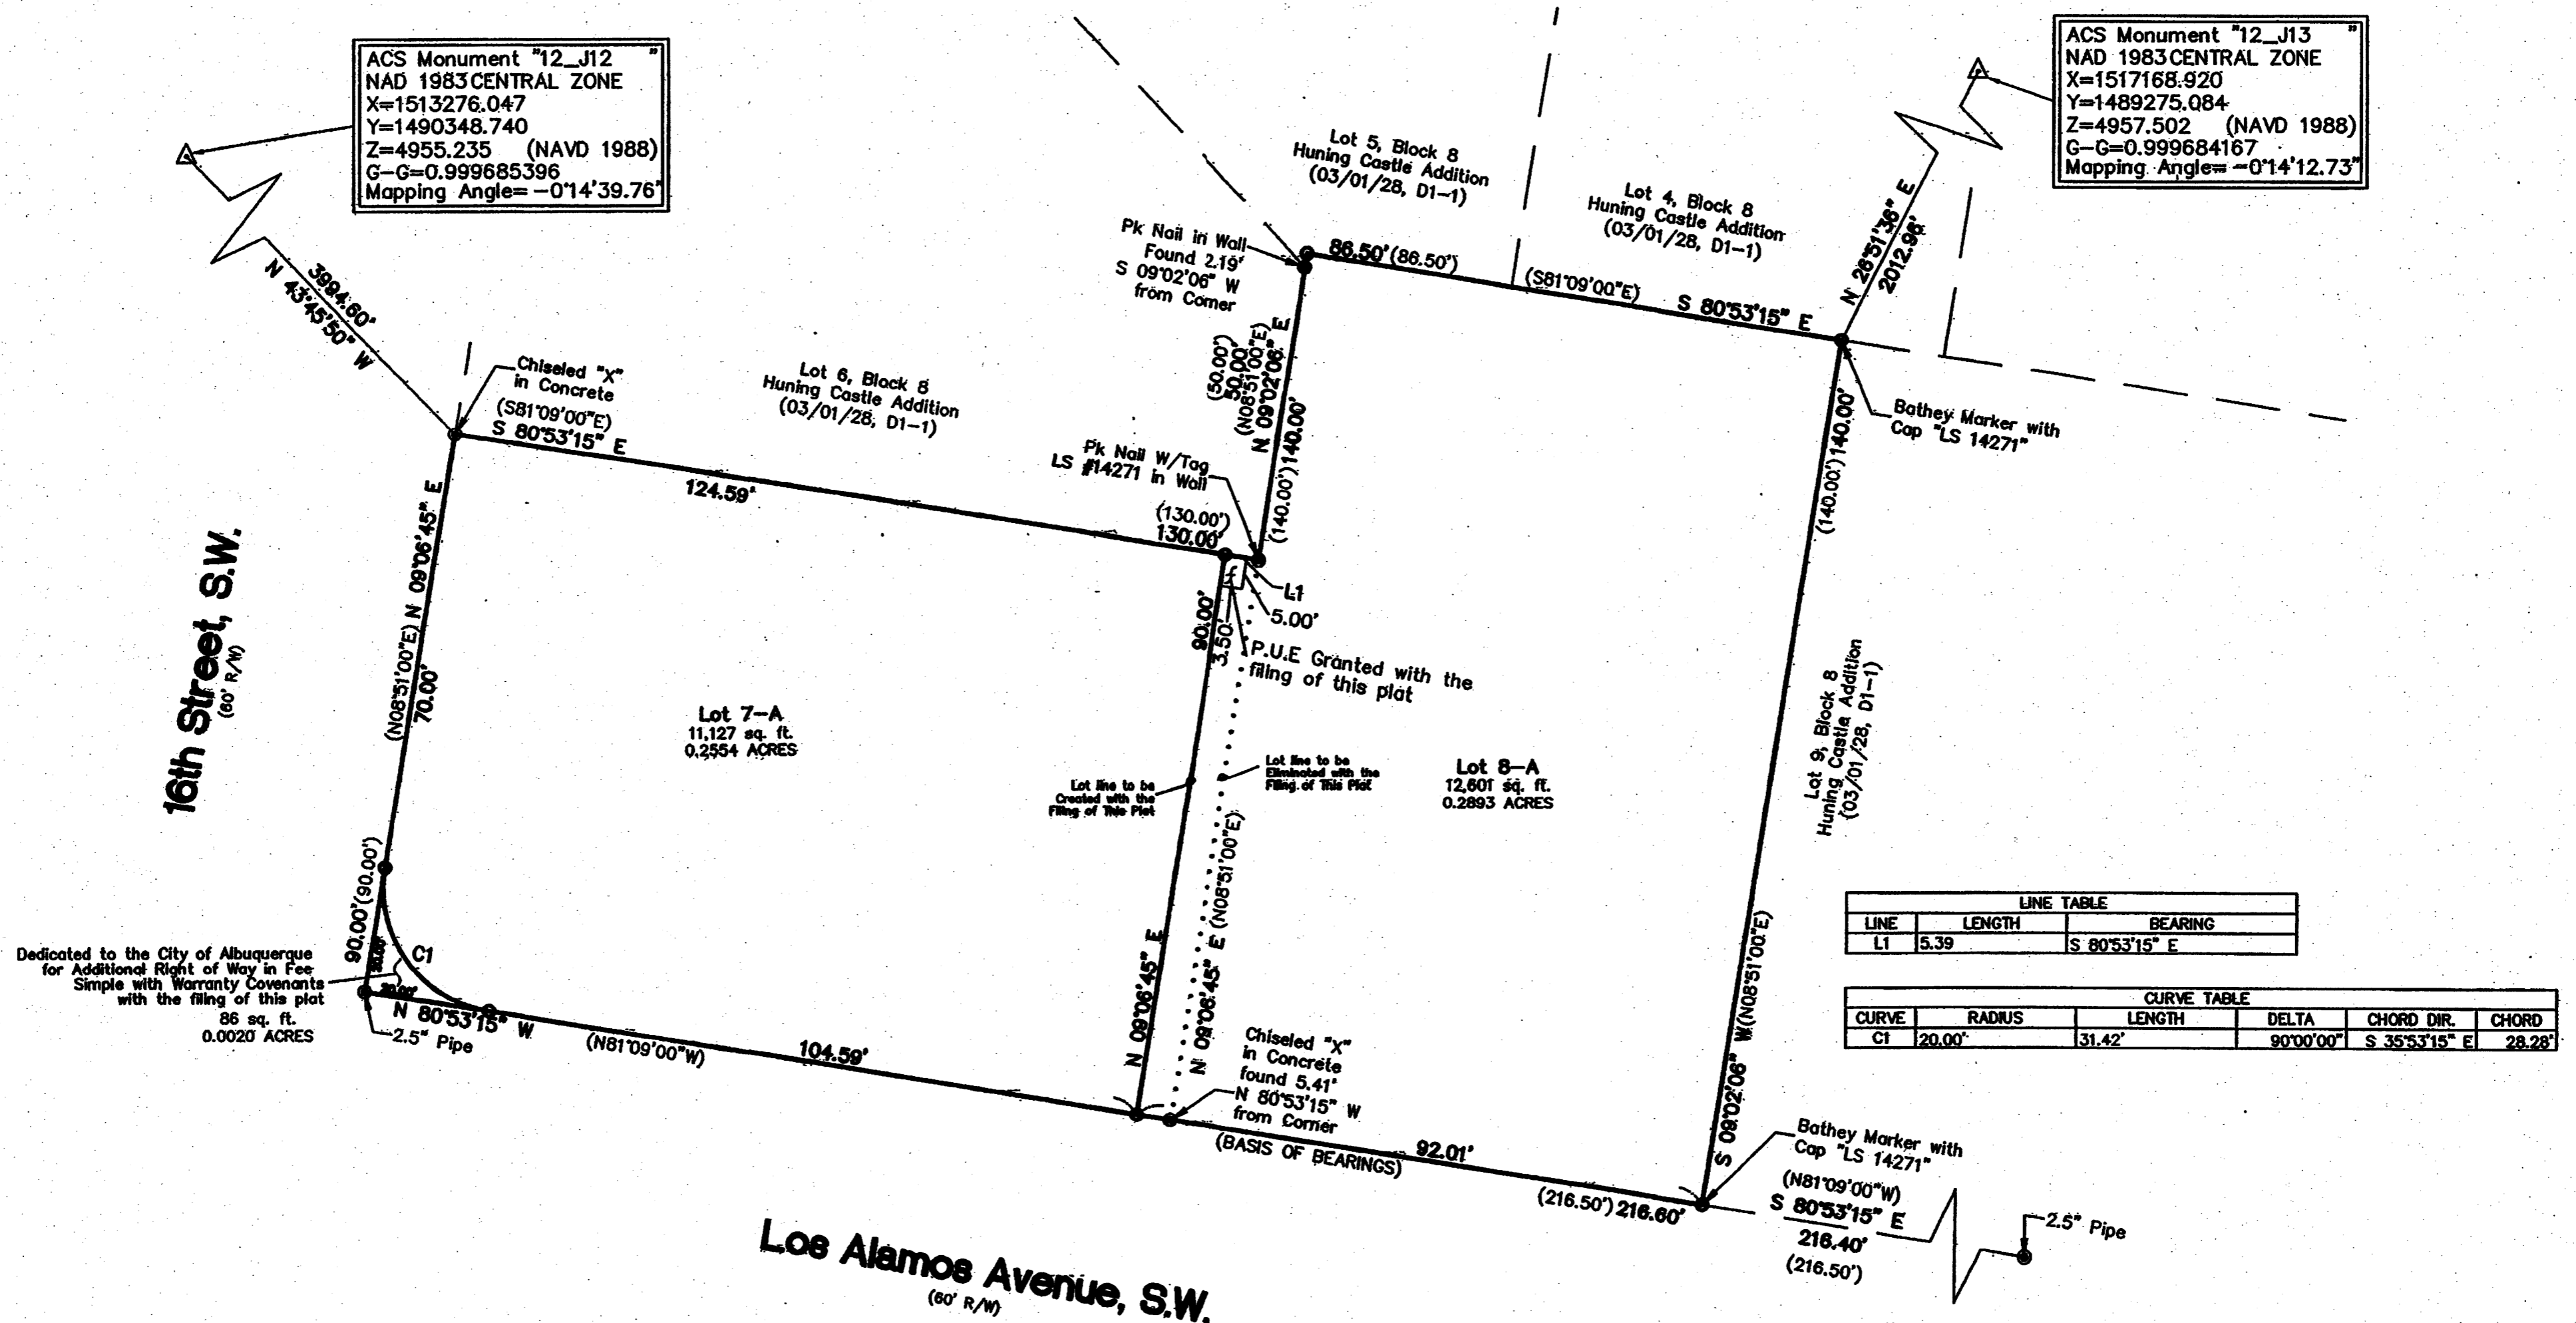 ACS Monument "12_J12 "
NAD 1983 CENTRAL ZONE
X=1513276.047
Y=1490348.740
Z=4955.235 (NAVD 1988)
G-G=0.999685396
Mapping Angle= -0°14'39.76"
ACS Monument "12_J13 "
NAD 1983 CENTRAL ZONE
X=1517168.920
Y=1489275.084
Z=4957.502 (NAVD 1988)
G-G=0.999684167
Mapping Angle= -0°14'12.73"
3994.60'
N 43°45'50" W
Lot 5, Block 8
Huning Castle Addition
(03/01/28, D1-1)
Lot 4, Block 8
Huning Castle Addition
(03/01/28, D1-1)
N 26°51'36" E
2012.96'
Pk Nail in Wall
Found 2.19'
S 09°02'06" W
from Corner
86.50' (86.50')
(S81°09'00"E)
S 80°53'15" E
Chiseled "X"
in Concrete
(S81°09'00"E)
S 80°53'15" E
Lot 6, Block 8
Huning Castle Addition
(03/01/28, D1-1)
124.59'
(50.00')
50.00'
(N08°51'00"E)
N 09°02'06" E
(140.00') 140.00'
Pk Nail W/Tag
LS #14271 in Wall
(130.00')
130.00'
Bathey Marker with
Cap "LS 14271"
(140.00') 140.00'
16th Street, S.W.
(60' R/W)
(N08°51'00"E) N 09°06'45" E
70.00'
L1
5.00'
90.00'
3.50'
P.U.E Granted with the
filing of this plat
Lot 7-A
11,127 sq. ft.
0.2554 ACRES
Lot line to be
Created with the
Filing of This Plat
Lot line to be
Eliminated with the
Filing of This Plat
Lot 8-A
12,601 sq. ft.
0.2893 ACRES
Lot 9, Block 8
Huning Castle Addition
(03/01/28, D1-1)
90.00' (90.00')
20.00'
20.00'
C1
Dedicated to the City of Albuquerque
for Additional Right of Way in Fee
Simple with Warranty Covenants
with the filing of this plat
86 sq. ft.
0.0020 ACRES
N 80°53'15" W
2.5" Pipe
(N81°09'00"W)
104.59'
N 09°06'45" E
N 09°06'45" E (N08°51'00"E)
Chiseled "X"
in Concrete
found 5.41'
N 80°53'15" W
from Corner
(BASIS OF BEARINGS)
92.01'
S 09°02'06" W (N08°51'00"E)
(216.50') 216.60'
LINE TABLE
LINE LENGTH BEARING
L1 5.39 S 80°53'15" E
CURVE TABLE
CURVE RADIUS LENGTH DELTA CHORD DIR. CHORD
C1 20.00' 31.42' 90°00'00" S 35°53'15" E 28.28'
Bathey Marker with
Cap "LS 14271"
(N81°09'00"W)
S 80°53'15" E
216.40'
(216.50')
2.5" Pipe
Los Alamos Avenue, S.W.
(60' R/W)